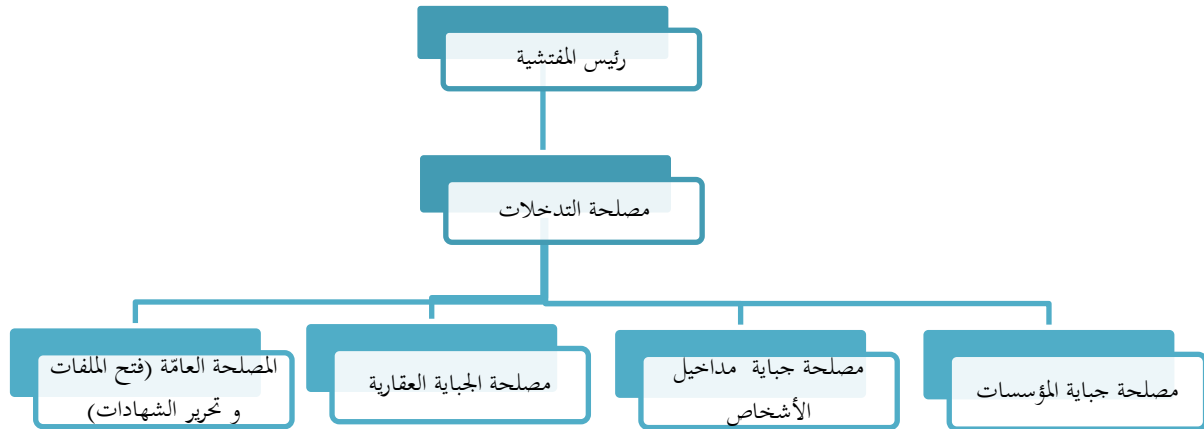 رئيس المفتشية
مصلحة التدخلات
مصلحة جباية المؤسسات
مصلحة جباية مداخيل
الأشخاص
مصلحة الجباية العقارية
المصلحة العامّة (فتح الملفات
و تحرير الشهادات)